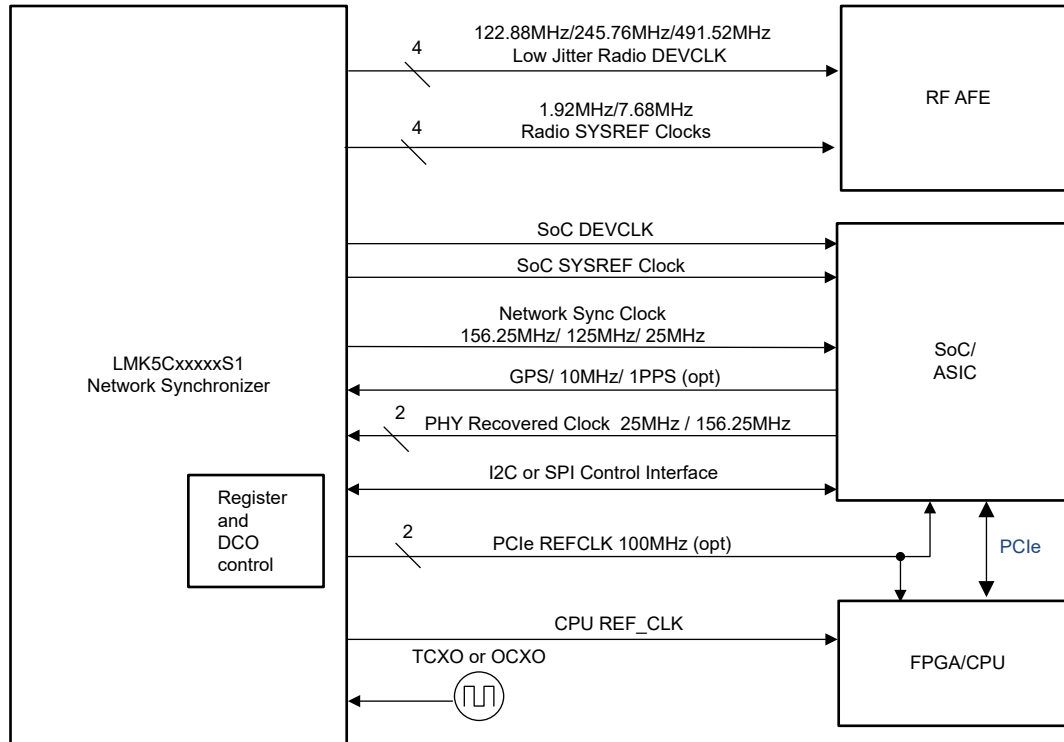 122.88MHz/245.76MHz/491.52MHz
4
Low Jitter Radio DEVCLK
RF AFE
1.92MHz/7.68MHz
4
Radio SYSREF Clocks
SoC DEVCLK
SoC SYSREF Clock
Network Sync Clock
156.25MHz/ 125MHz/ 25MHz
LMK5CxxxxxS1
Network Synchronizer
SoC/
ASIC
GPS/ 10MHz/ 1PPS (opt)
2
PHY Recovered Clock 25MHz / 156.25MHz
I2C or SPI Control Interface
Register
and
DCO
control
2
PCIe REFCLK 100MHz (opt)
PCIe
CPU REF_CLK
FPGA/CPU
TCXO or OCXO